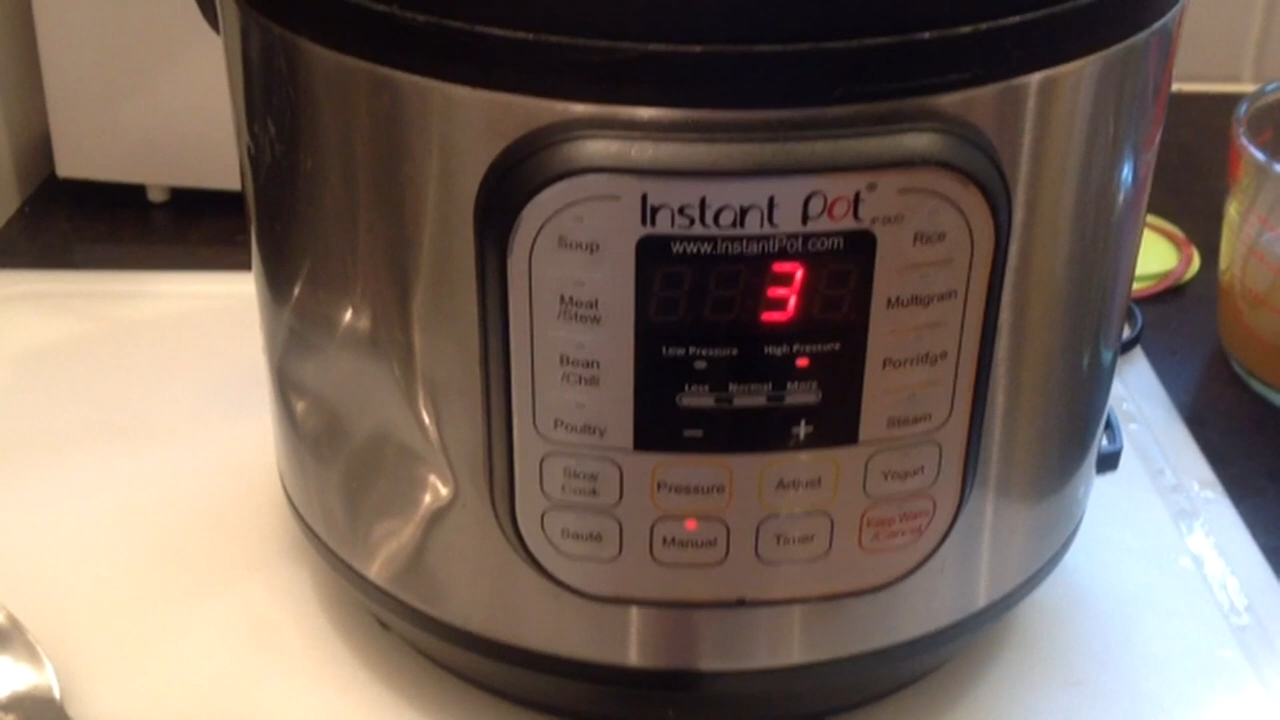 Instant Pot®
www.InstantPot.com
Soup
Meat
/Stew
Bean
/Chili
Poultry
3
Low Pressure High Pressure
Less Normal More
− +
Rice
Multigrain
Porridge
Steam
Slow
Cook
Pressure
Adjust
Yogurt
Sauté
Manual
Timer
Keep Warm
/Cancel